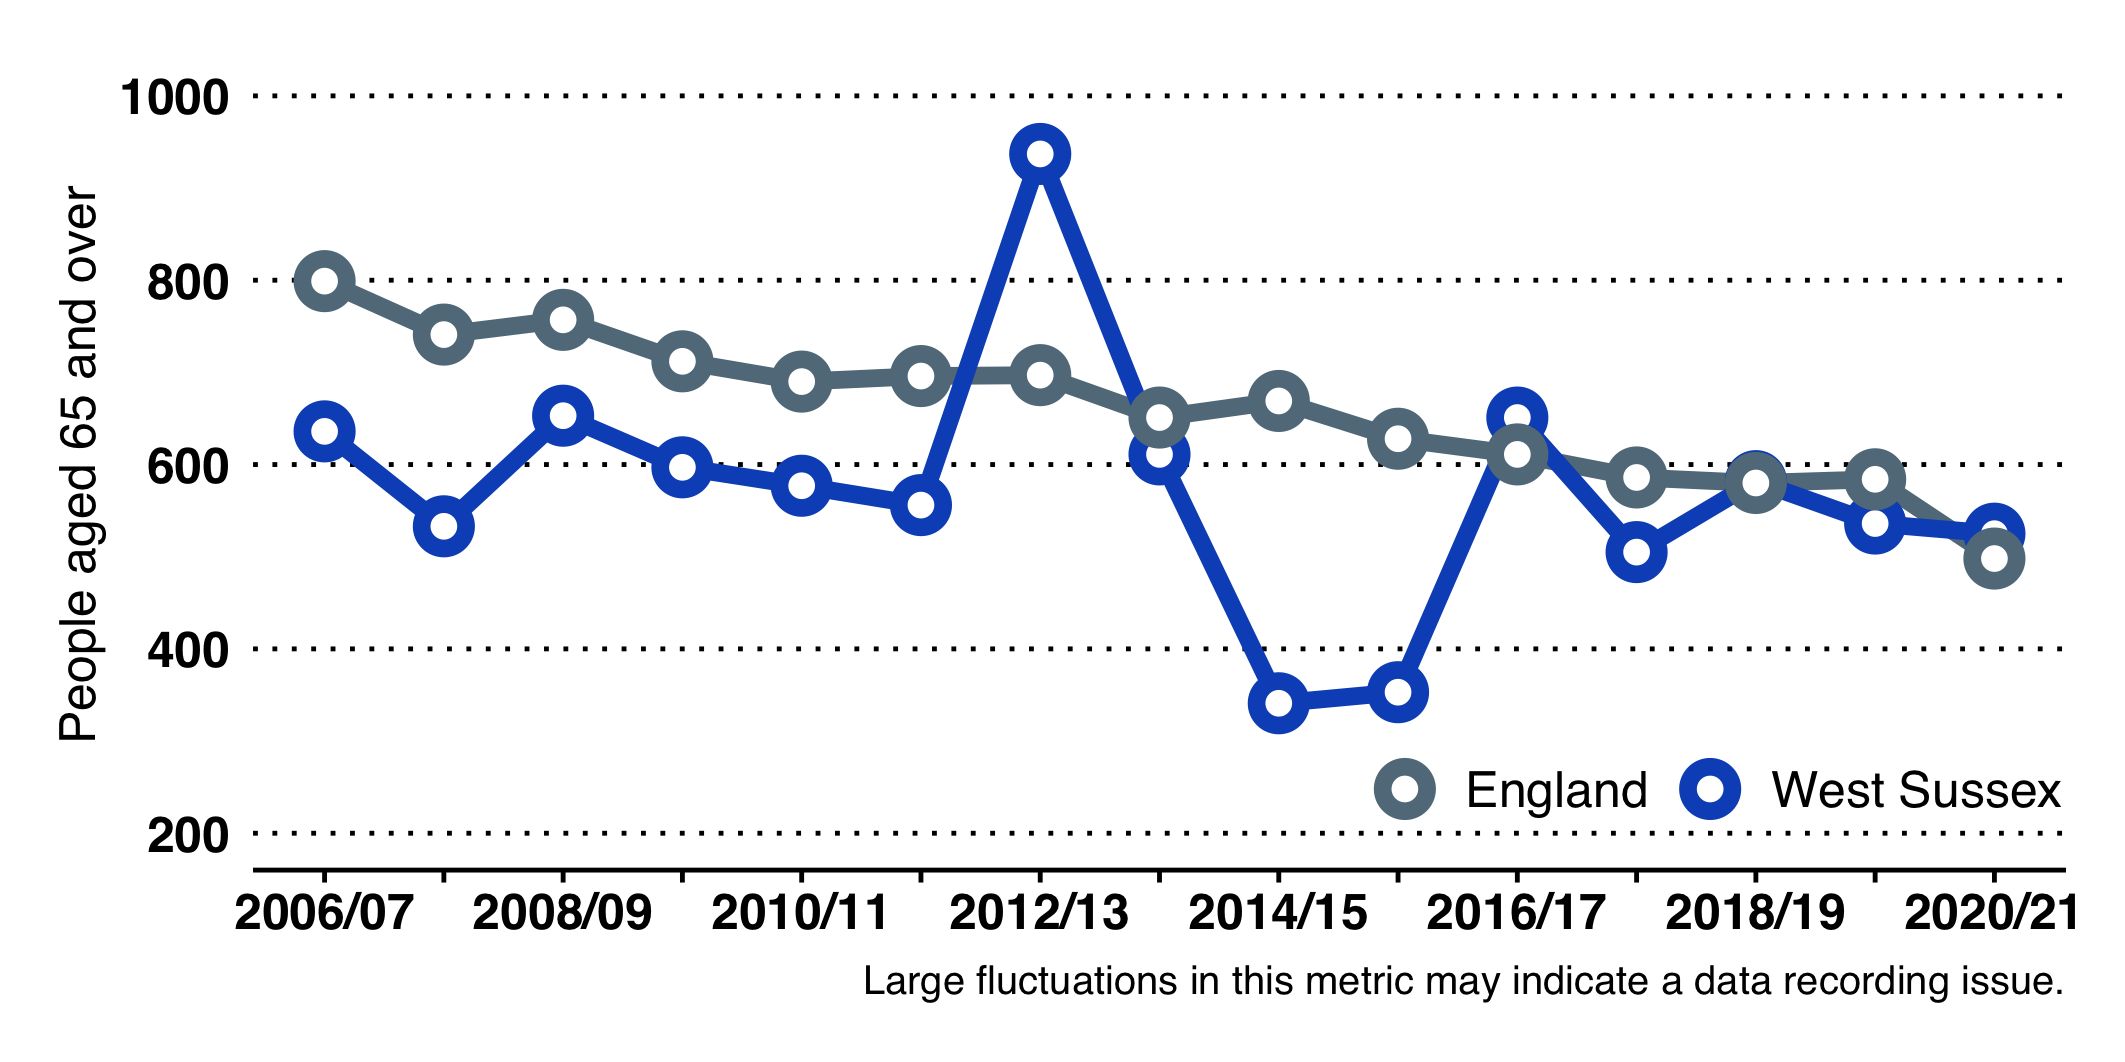 1000
800
600
400
200
People aged 65 and over
England West Sussex
2006/07 2008/09 2010/11 2012/13 2014/15 2016/17 2018/19 2020/21
Large fluctuations in this metric may indicate a data recording issue.